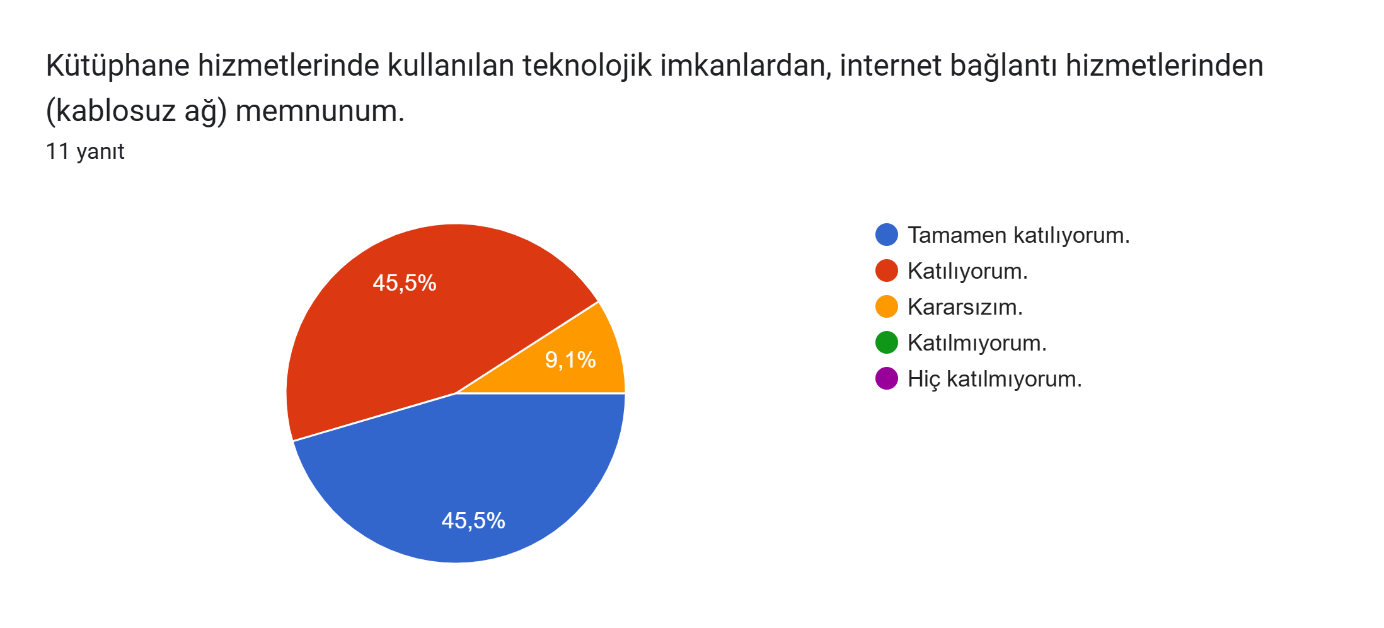 Kütüphane hizmetlerinde kullanılan teknolojik imkanlardan, internet bağlantı hizmetlerinden
(kablosuz ağ) memnunum.
11 yanıt
45,5%
9,1%
45,5%
Tamamen katılıyorum.
Katılıyorum.
Kararsızım.
Katılmıyorum.
Hiç katılmıyorum.